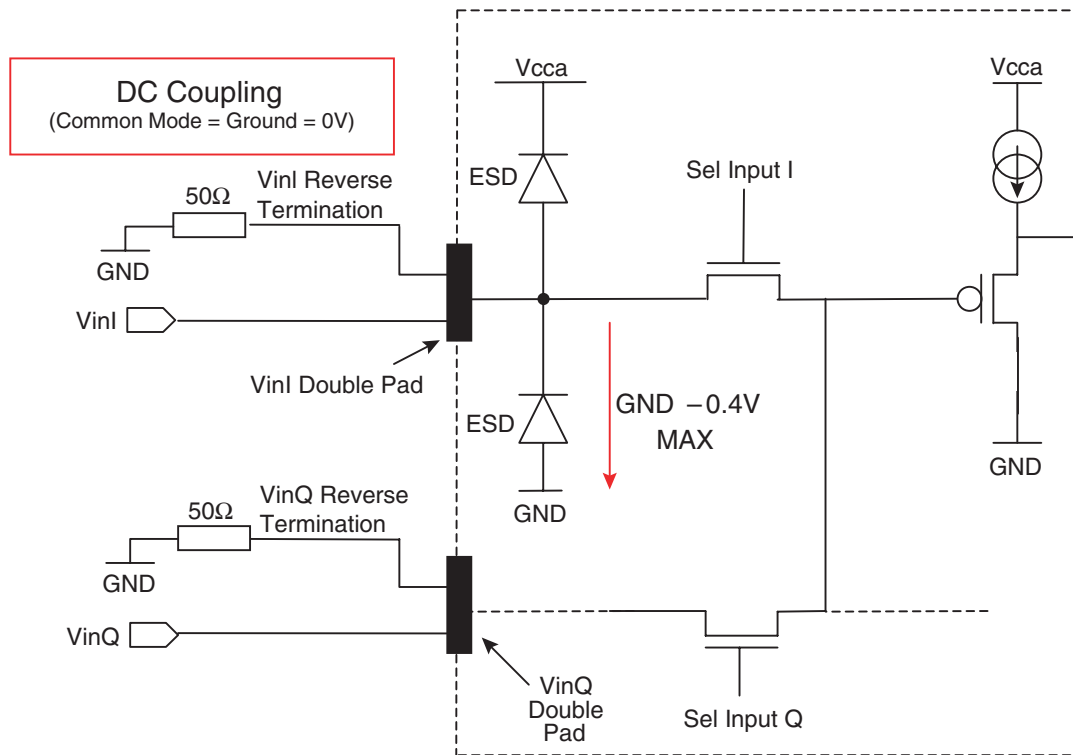 Vcca
Vcca
DC Coupling
(Common Mode = Ground = 0V)
ESD
Sel Input I
50Ω
VinI Reverse
Termination
GND
VinI
VinI Double Pad
ESD
GND −0.4V
MAX
GND
GND
50Ω
VinQ Reverse
Termination
GND
VinQ
VinQ
Double
Pad
Sel Input Q